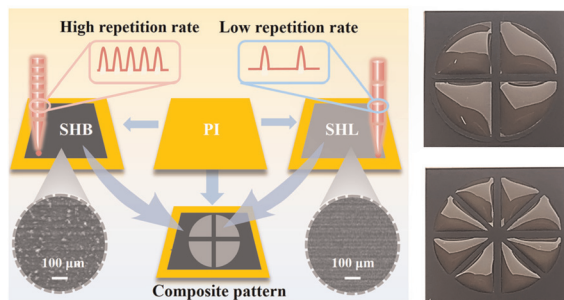 High repetition rate
Low repetition rate
SHB
PI
SHL
100 μm
100 μm
Composite pattern